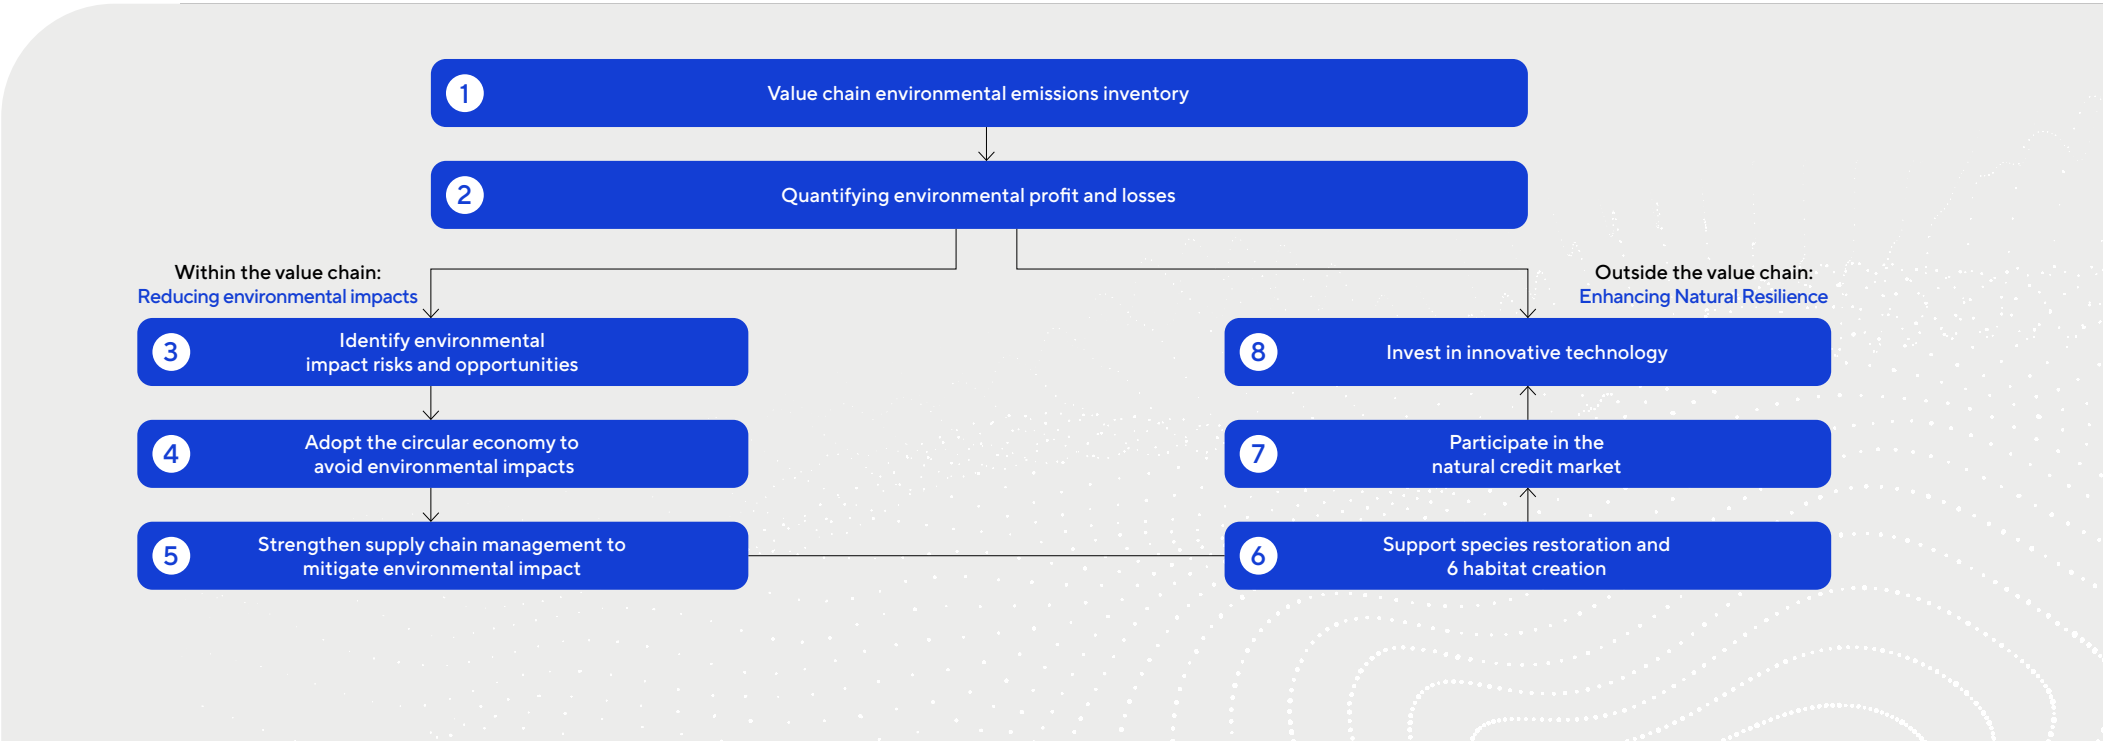 1
Value chain environmental emissions inventory
2
Quantifying environmental profit and losses
Within the value chain:
Reducing environmental impacts
3
Identify environmental
impact risks and opportunities
4
Adopt the circular economy to
avoid environmental impacts
5
Strengthen supply chain management to
mitigate environmental impact
Outside the value chain:
Enhancing Natural Resilience
8
Invest in innovative technology
7
Participate in the
natural credit market
6
Support species restoration and
6 habitat creation